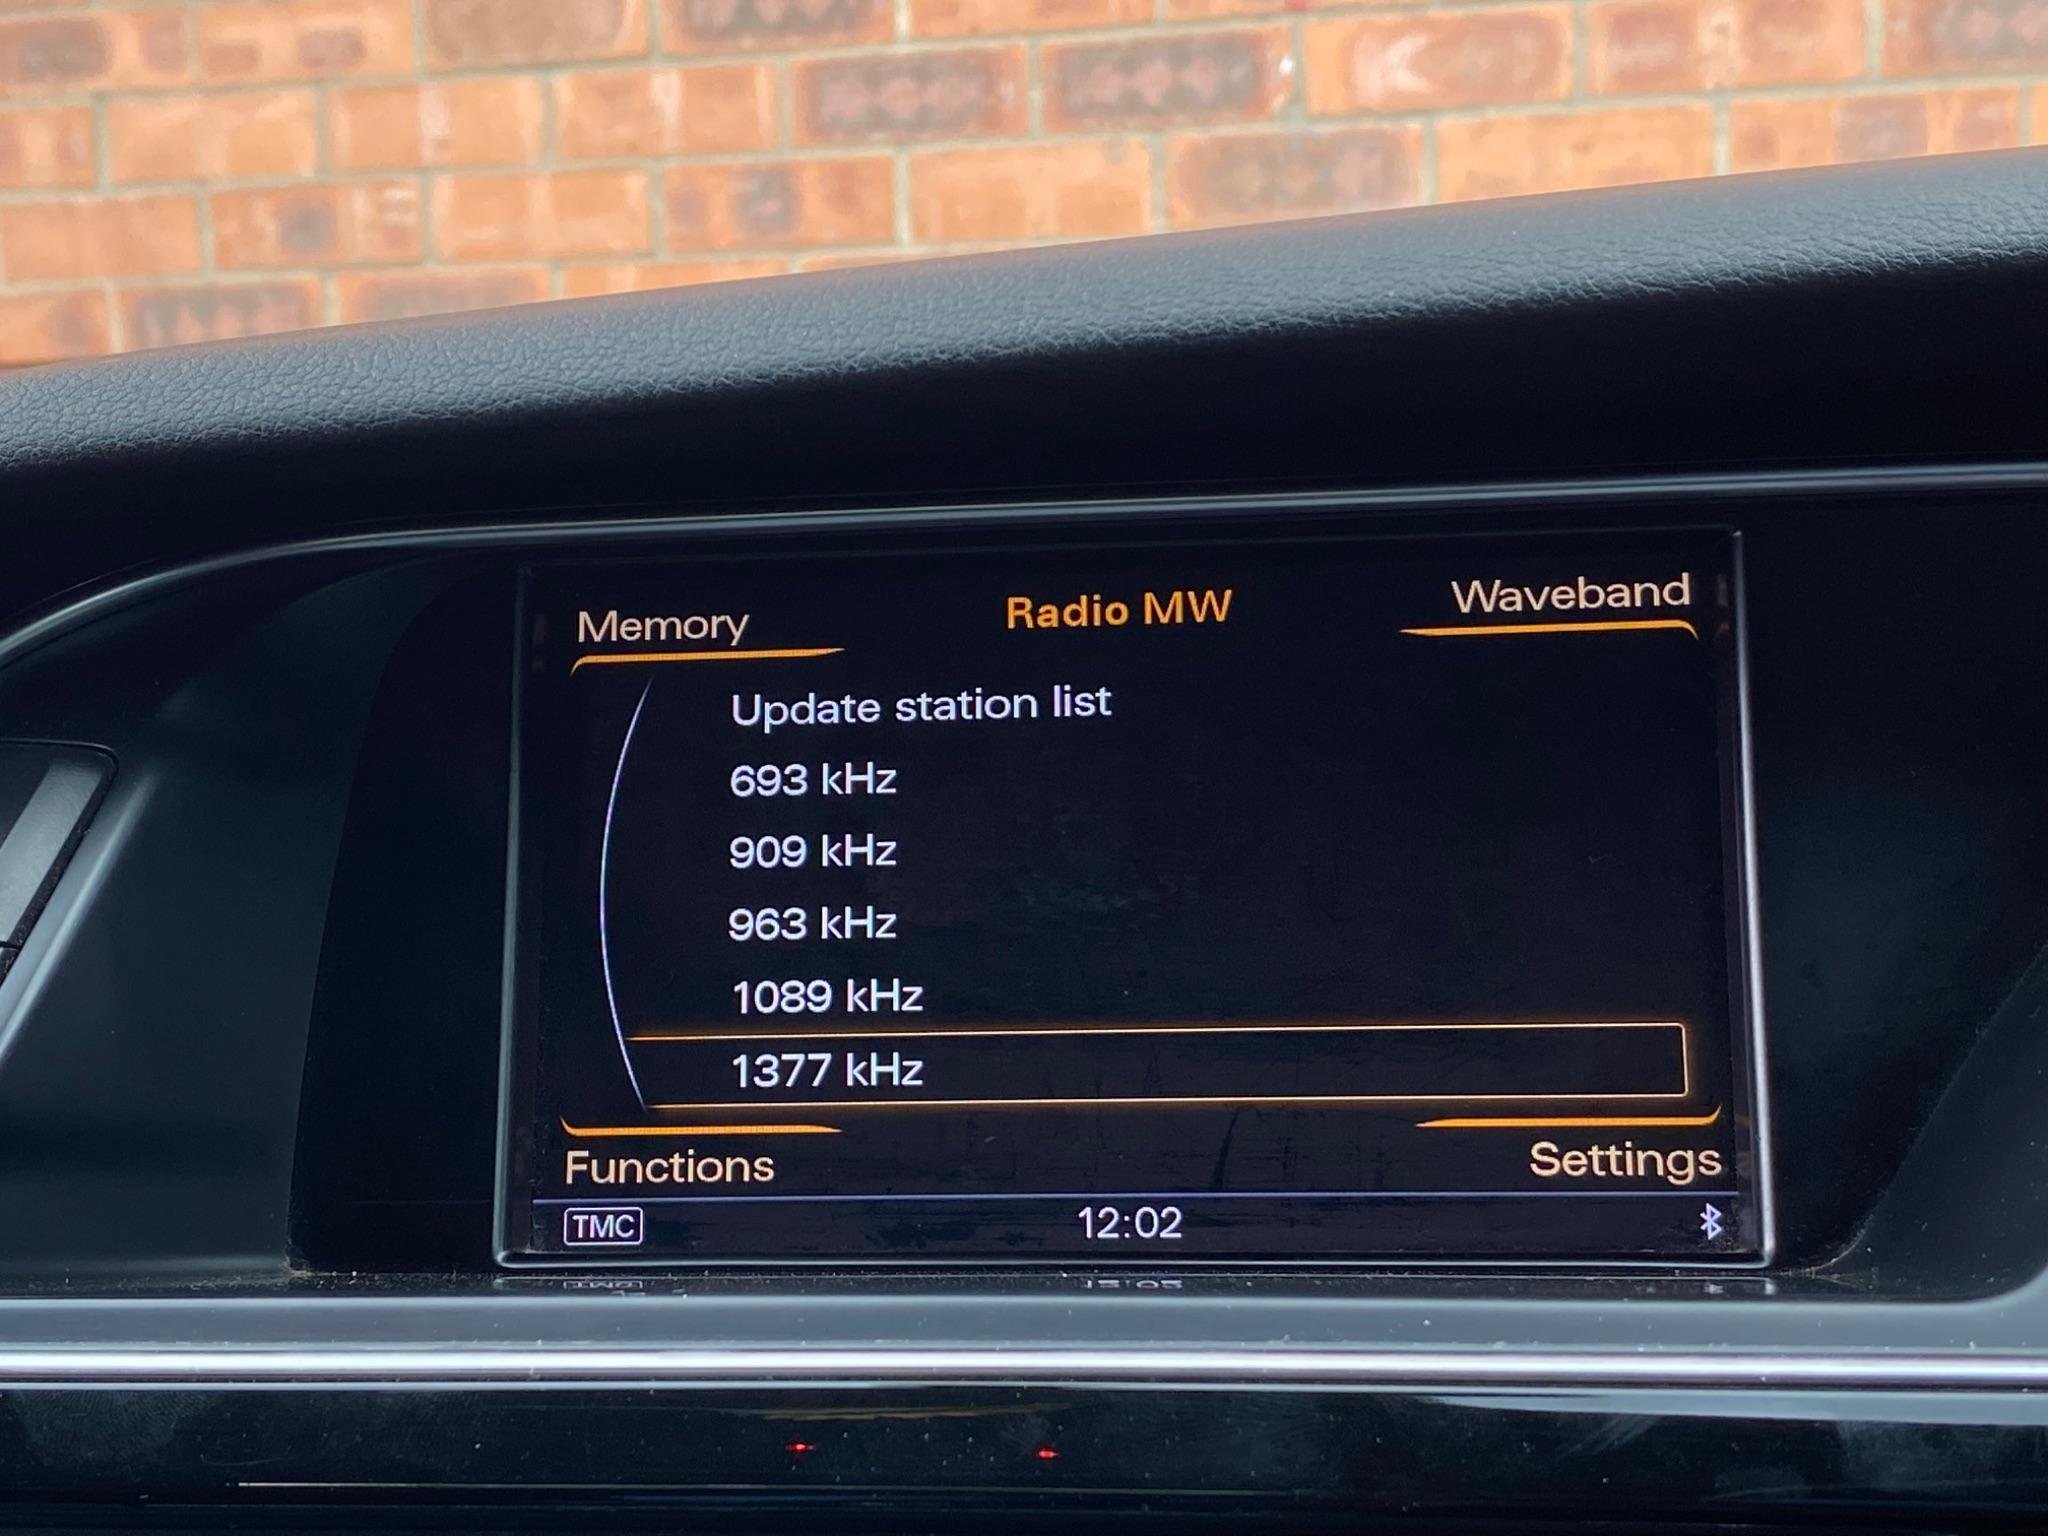 Memory
Radio MW
Waveband
Update station list
693 kHz
909 kHz
963 kHz
1089 kHz
1377 kHz
Functions
Settings
TMC
12:02